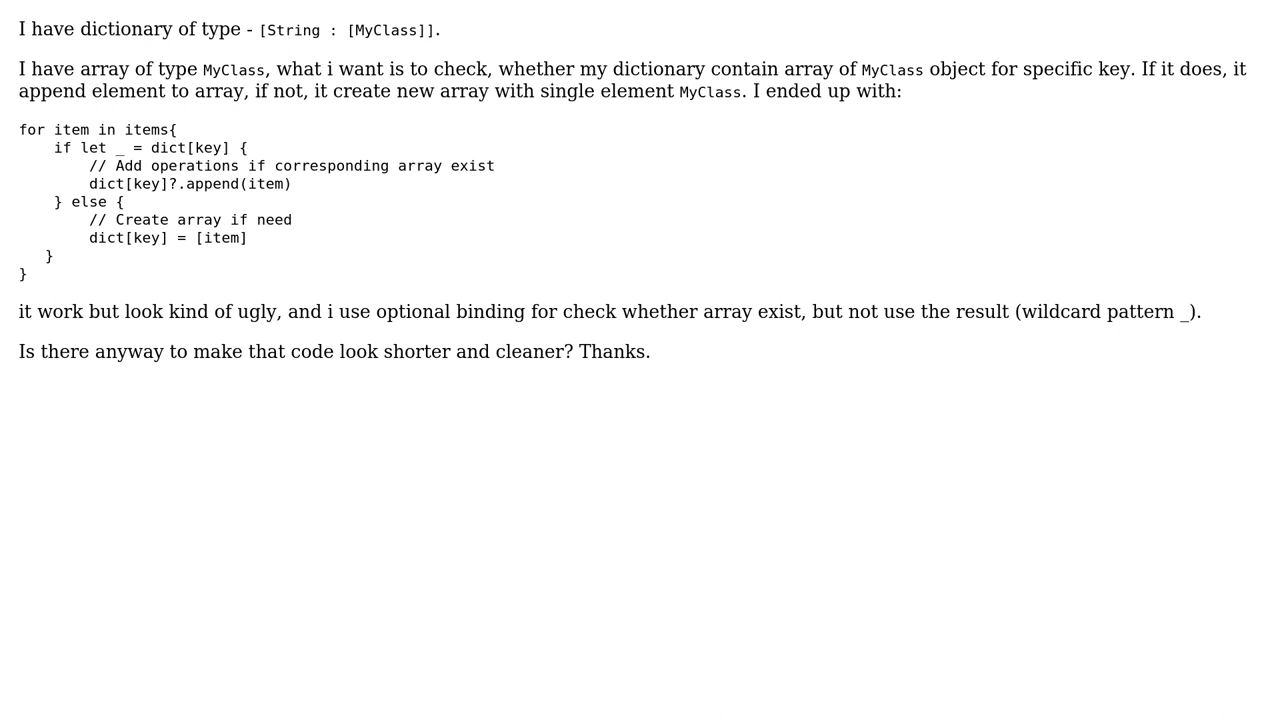 I have dictionary of type - [String : [MyClass]].
I have array of type MyClass, what i want is to check, whether my dictionary contain array of MyClass object for specific key. If it does, it
append element to array, if not, it create new array with single element MyClass. I ended up with:
for item in items{
    if let _ = dict[key] {
        // Add operations if corresponding array exist
        dict[key]?.append(item)
    } else {
        // Create array if need
        dict[key] = [item]
   }
}
it work but look kind of ugly, and i use optional binding for check whether array exist, but not use the result (wildcard pattern _).
Is there anyway to make that code look shorter and cleaner? Thanks.